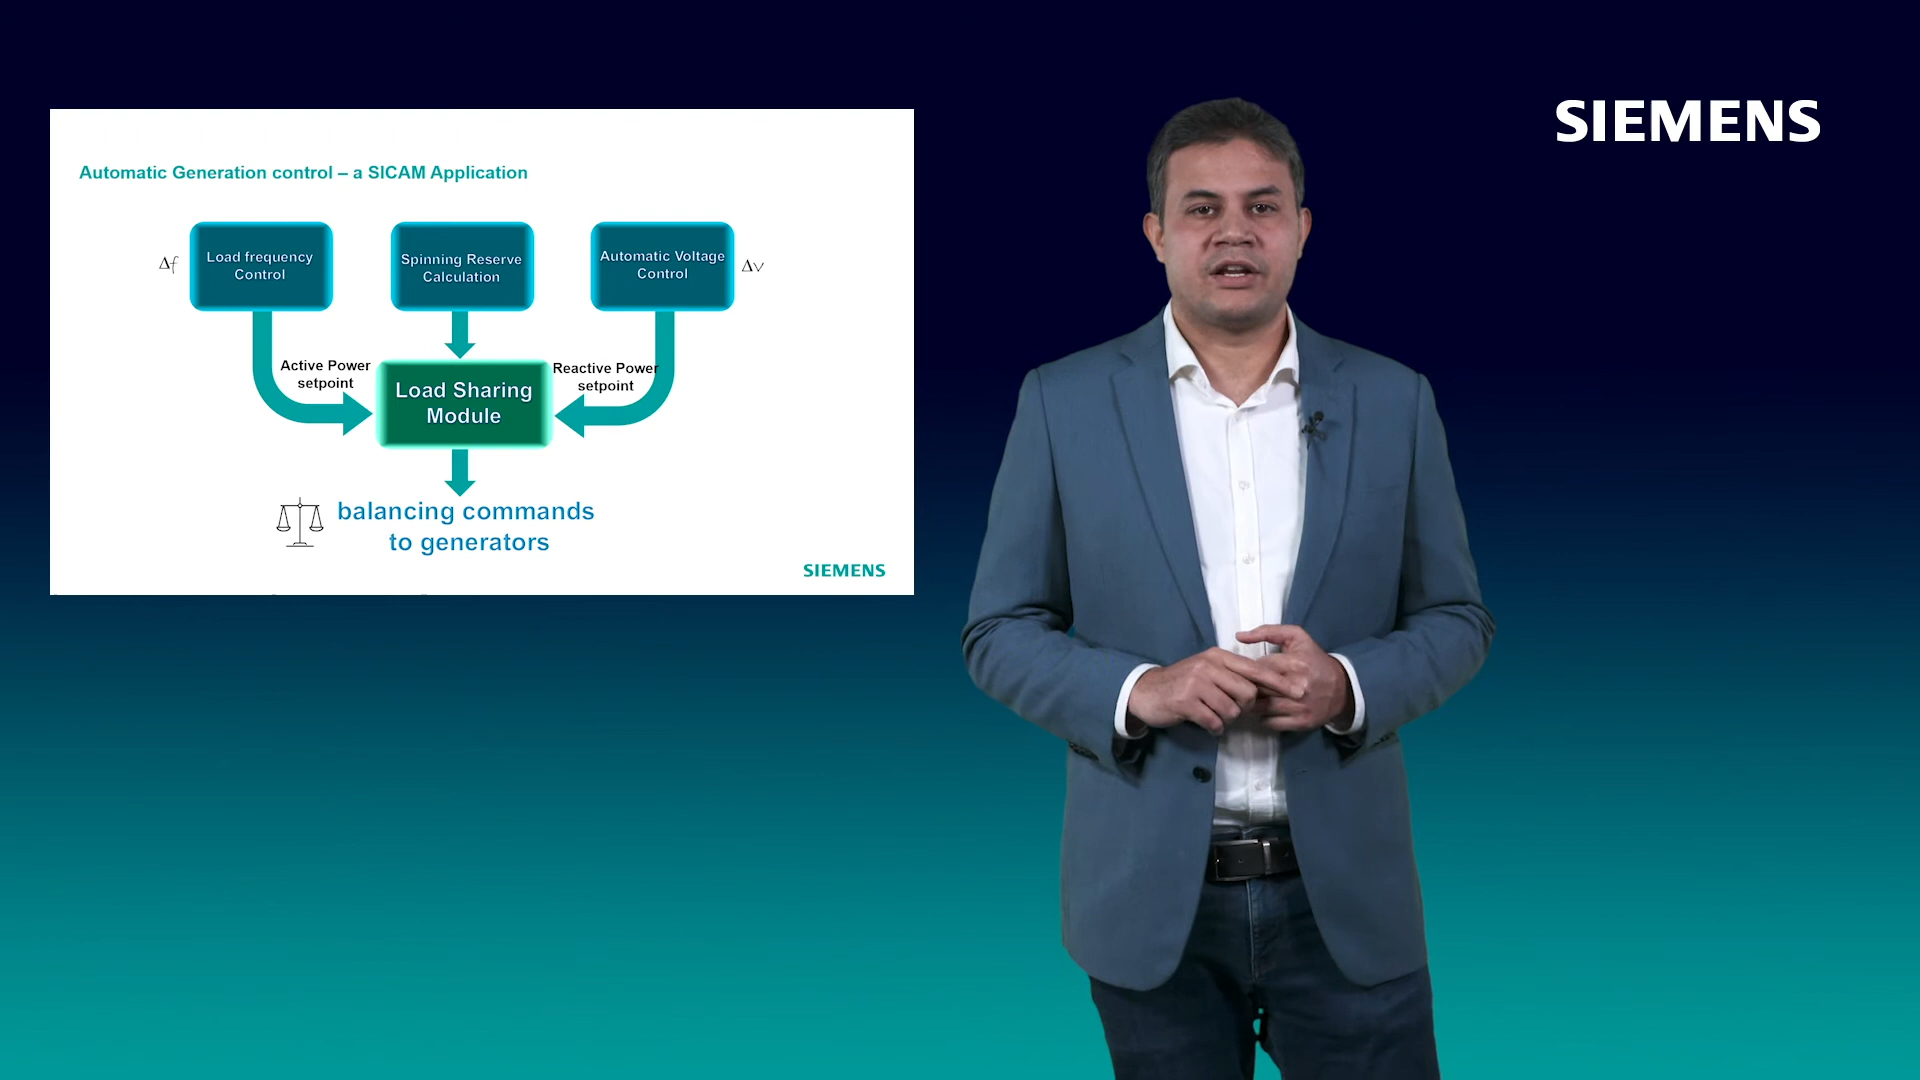 SIEMENS
Automatic Generation control – a SICAM Application
Δf
Load frequency
Control
Spinning Reserve
Calculation
Automatic Voltage
Control
Δv
Active Power
setpoint
Load Sharing
Module
Reactive Power
setpoint
balancing commands
to generators
SIEMENS